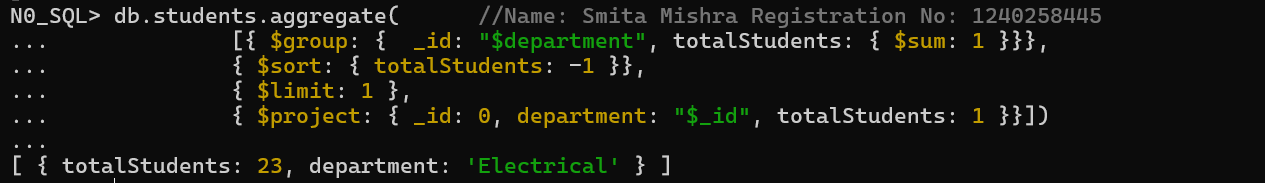 N0_SQL> db.students.aggregate(      //Name: Smita Mishra Registration No: 1240258445
...              [{ $group: {  _id: "$department", totalStudents: { $sum: 1 }}},
...              { $sort: { totalStudents: -1 }},
...              { $limit: 1 },
...              { $project: { _id: 0, department: "$_id", totalStudents: 1 }}])
...
[ { totalStudents: 23, department: 'Electrical' } ]